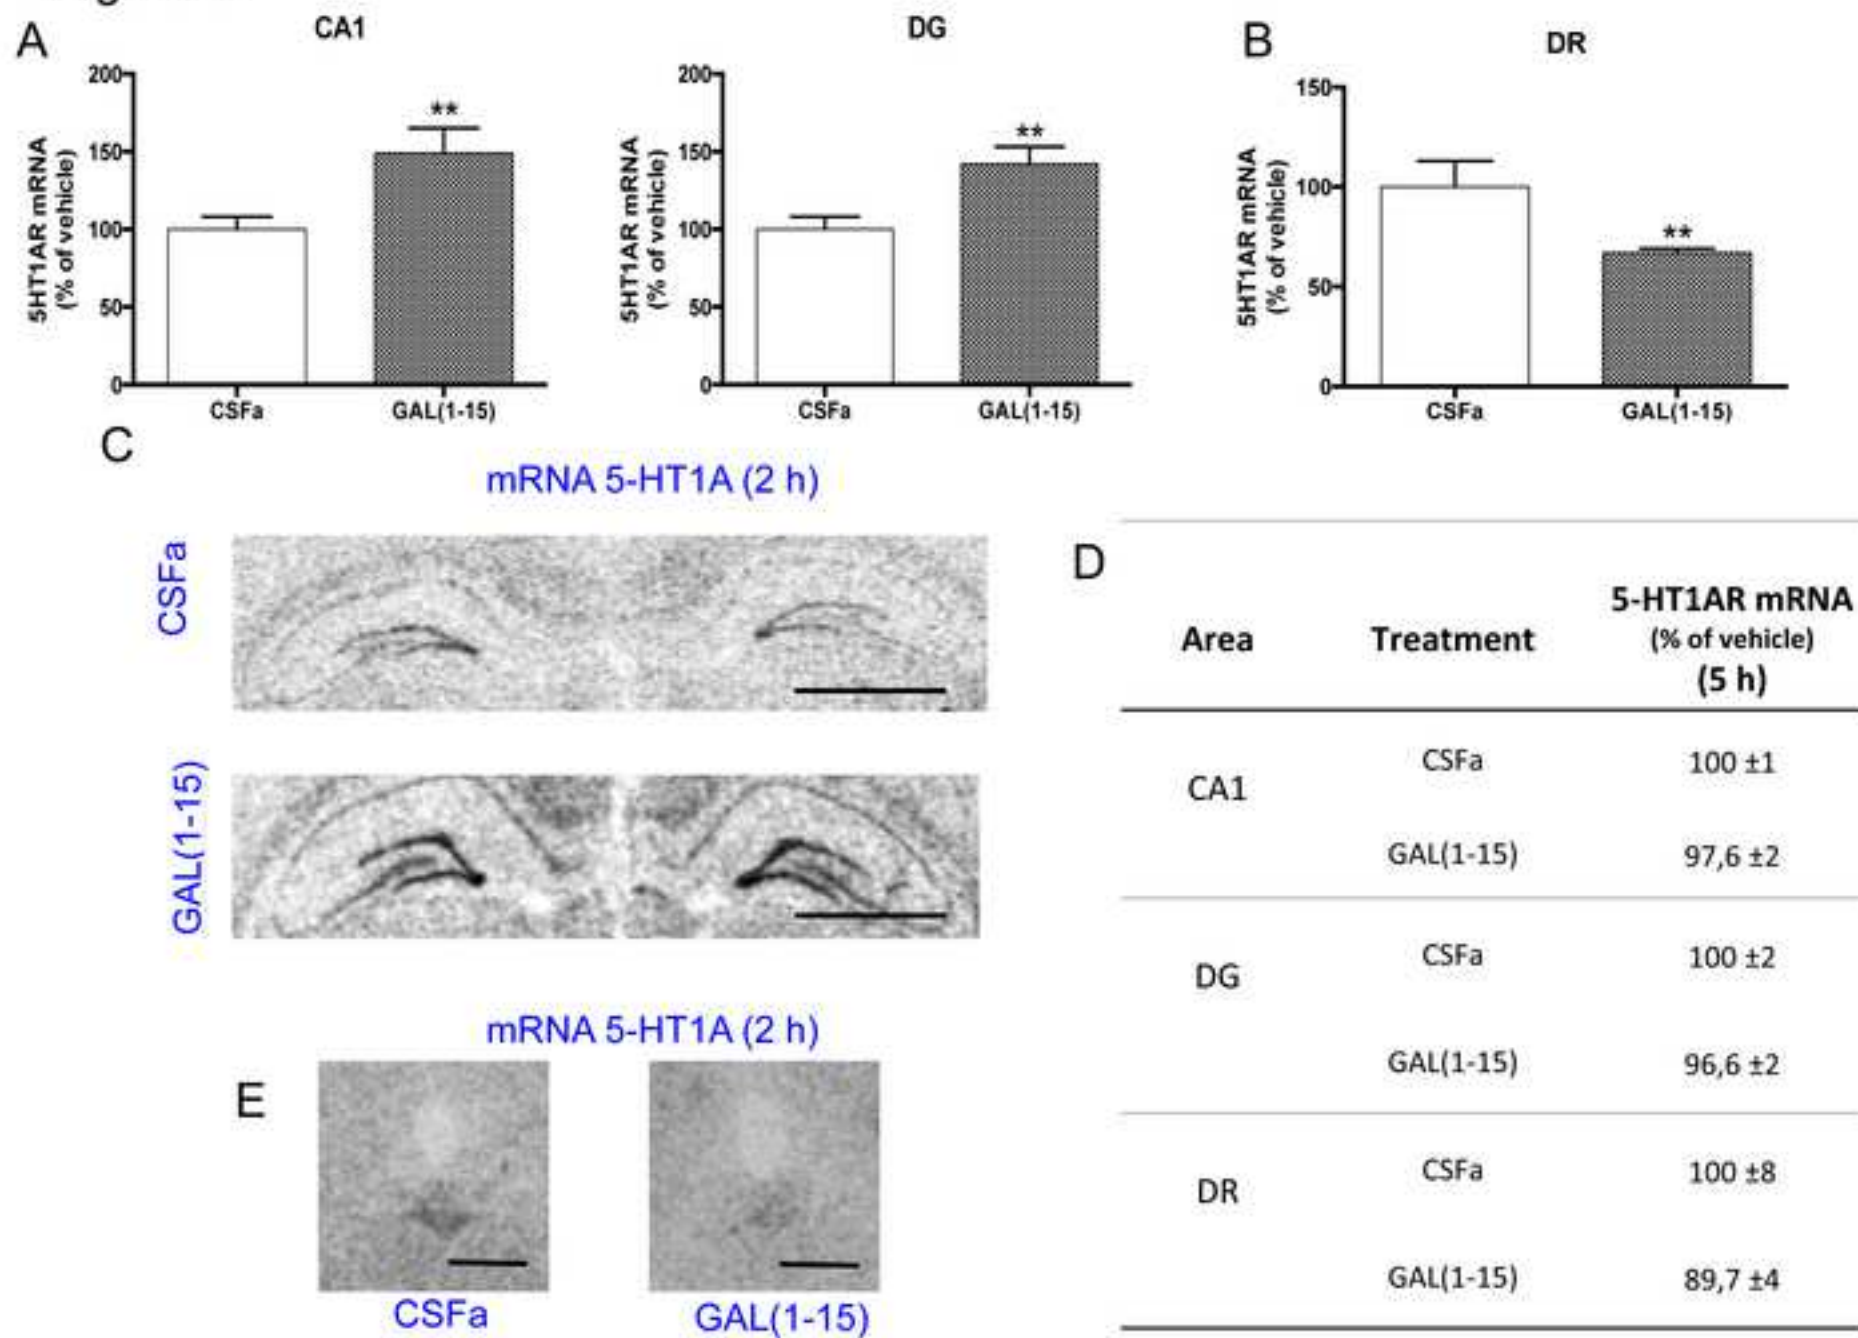 A
CA1
200
150
100
50
0
5HT1AR mRNA
(% of vehicle)
**
CSFa
GAL(1-15)
DG
200
150
100
50
0
5HT1AR mRNA
(% of vehicle)
**
CSFa
GAL(1-15)
B
DR
150
100
50
0
5HT1AR mRNA
(% of vehicle)
**
CSFa
GAL(1-15)
C
mRNA 5-HT1A (2 h)
CSFa
GAL(1-15)
D
Area Treatment 5-HT1AR mRNA
(% of vehicle)
(5 h)
CA1
CSFa 100 ±1
GAL(1-15) 97,6 ±2
DG
CSFa 100 ±2
GAL(1-15) 96,6 ±2
DR
CSFa 100 ±8
GAL(1-15) 89,7 ±4
mRNA 5-HT1A (2 h)
E
CSFa
GAL(1-15)